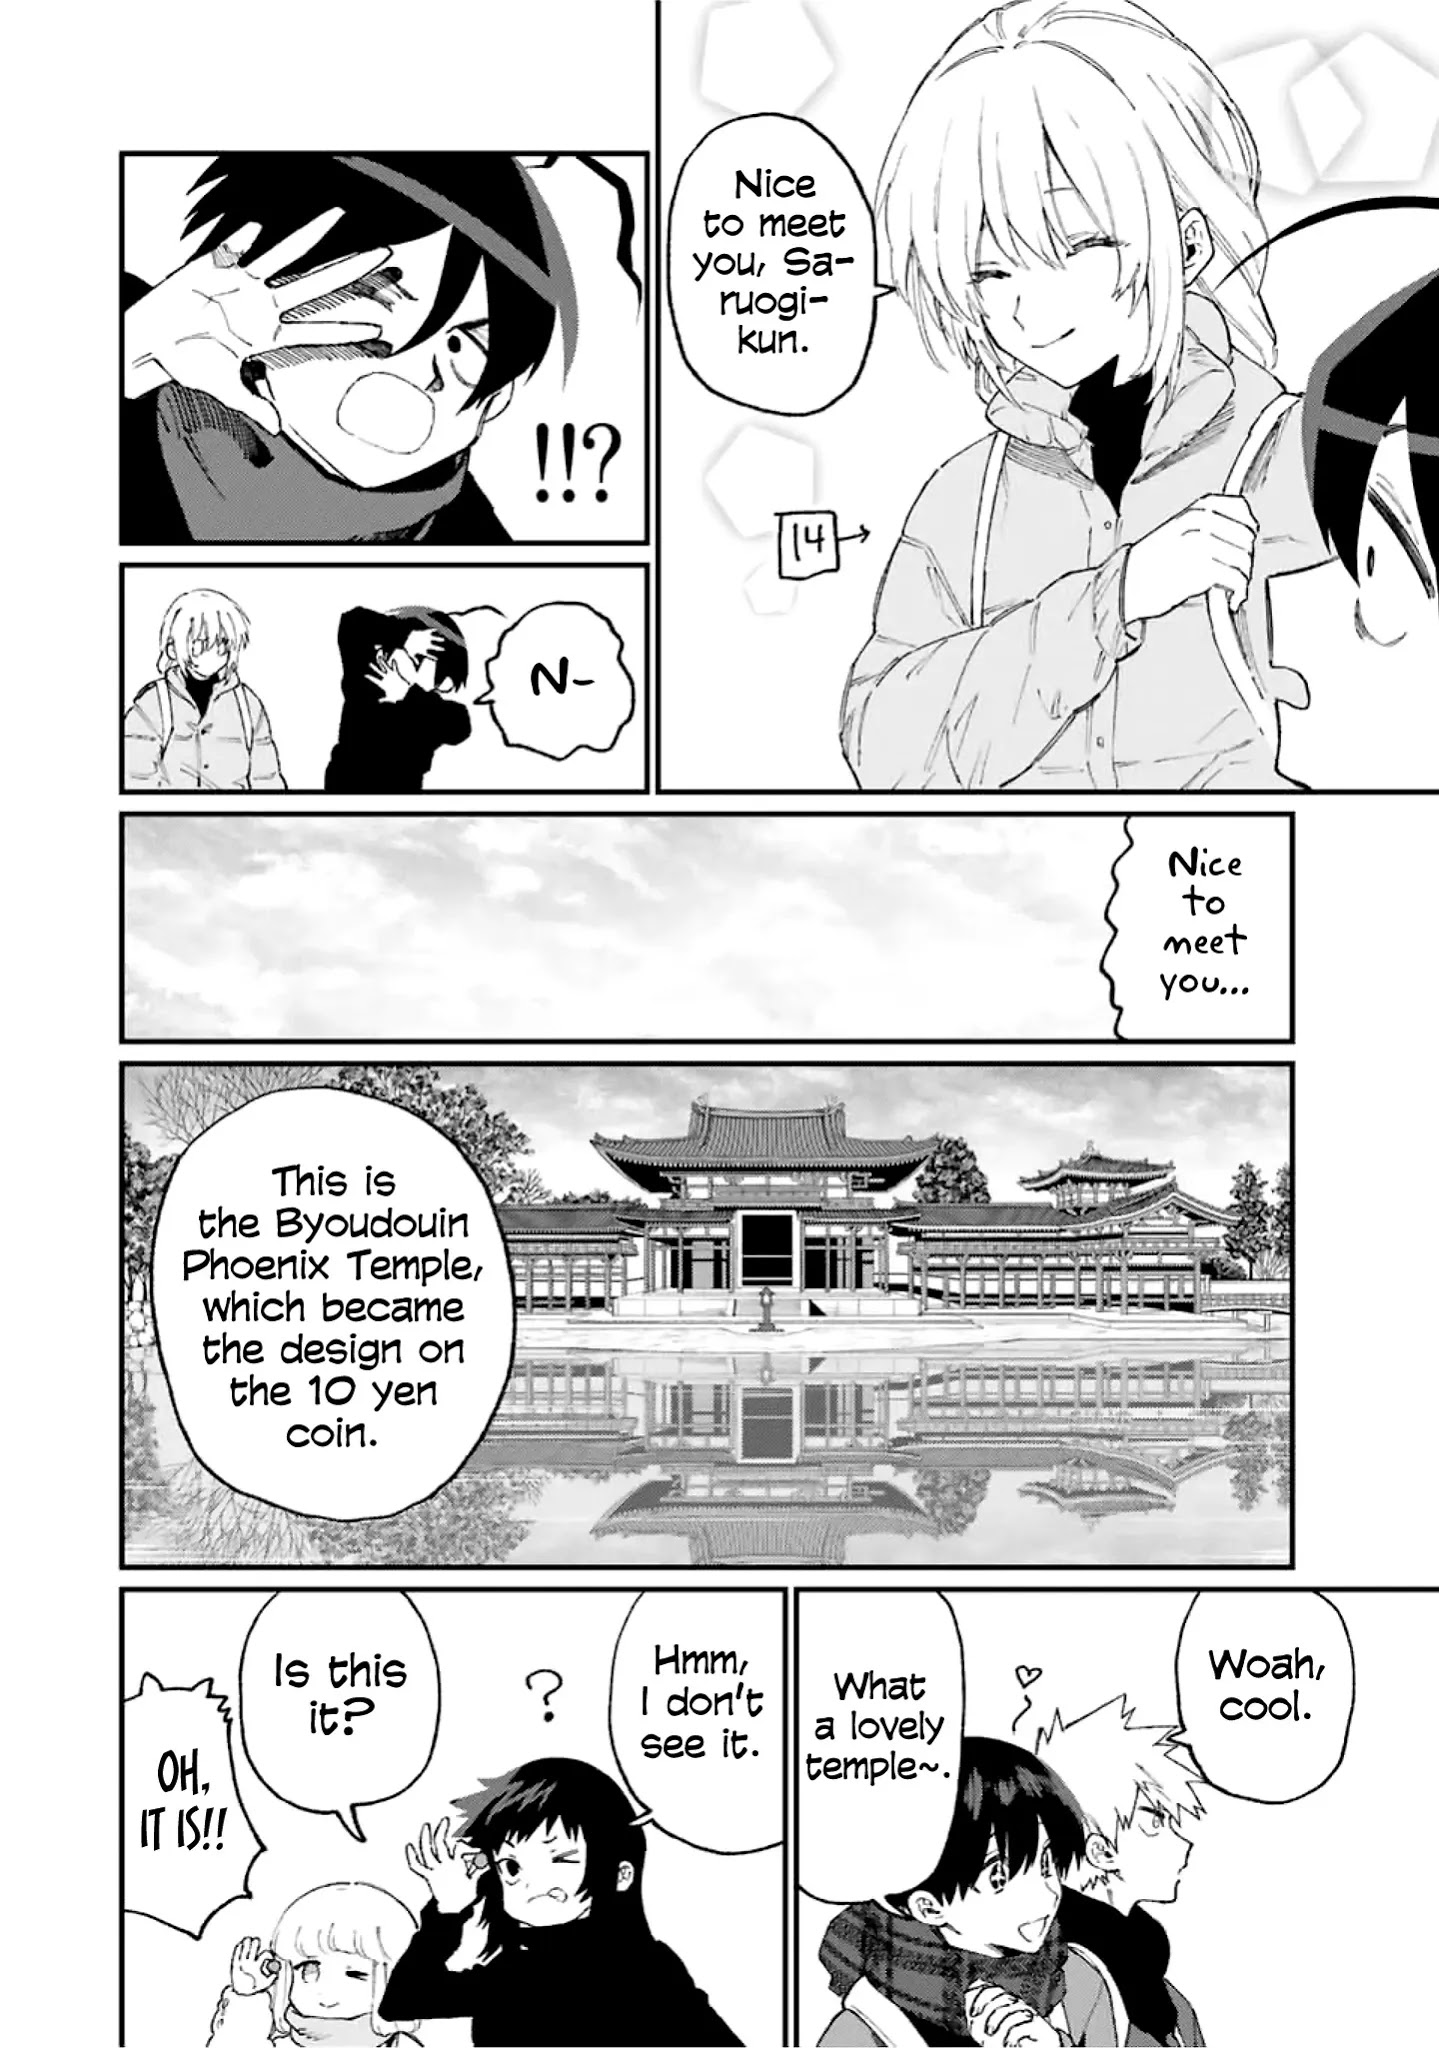 Nice
to meet
you, Sa-
ruogi-
kun.
14
!!?
N-
Nice
to
meet
you...
This is
the Byoudouin
Phoenix Temple,
which became
the design on
the 10 yen
coin.
Woah,
cool.
What
a lovely
temple~.
Hmm,
I don't
see it.
?
Is this
it?
OH,
IT IS!!